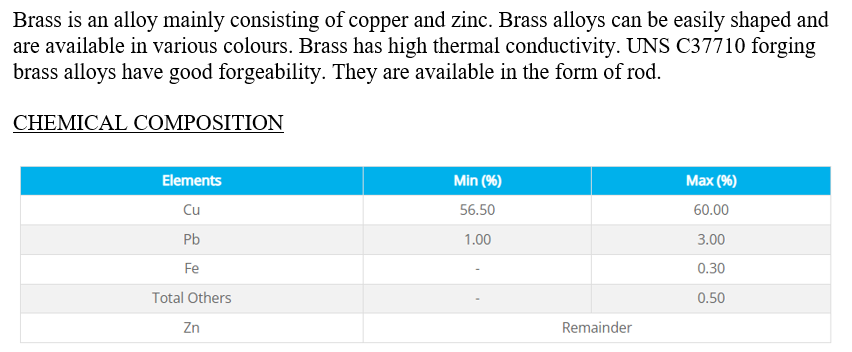 Brass is an alloy mainly consisting of copper and zinc. Brass alloys can be easily shaped and
are available in various colours. Brass has high thermal conductivity. UNS C37710 forging
brass alloys have good forgeability. They are available in the form of rod.
CHEMICAL COMPOSITION
Elements Min (%) Max (%)
Cu 56.50 60.00
Pb 1.00 3.00
Fe - 0.30
Total Others - 0.50
Zn Remainder